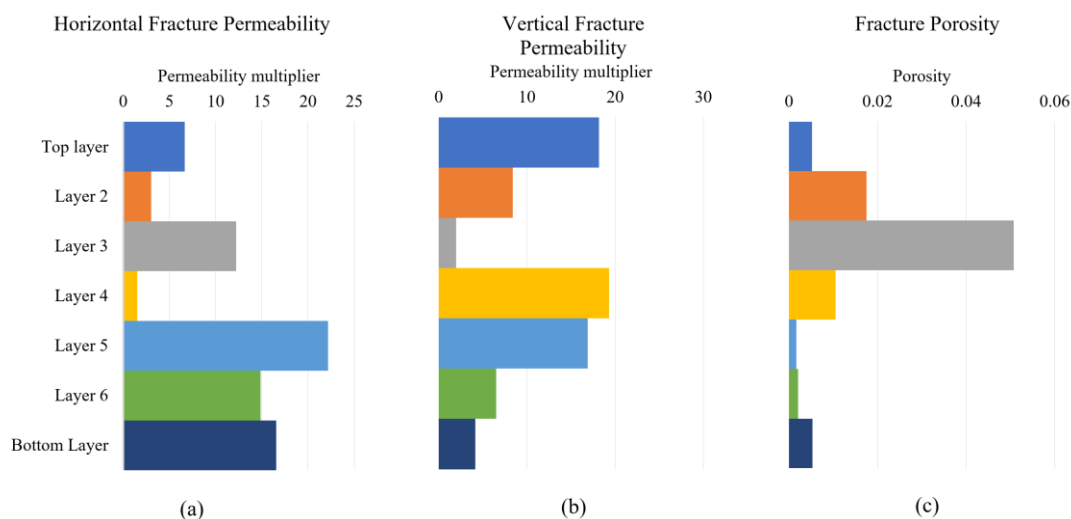 Horizontal Fracture Permeability
Permeability multiplier
0 5 10 15 20 25
Top layer
Layer 2
Layer 3
Layer 4
Layer 5
Layer 6
Bottom Layer
(a)
Vertical Fracture
Permeability
Permeability multiplier
0 10 20 30
(b)
Fracture Porosity
Porosity
0 0.02 0.04 0.06
(c)